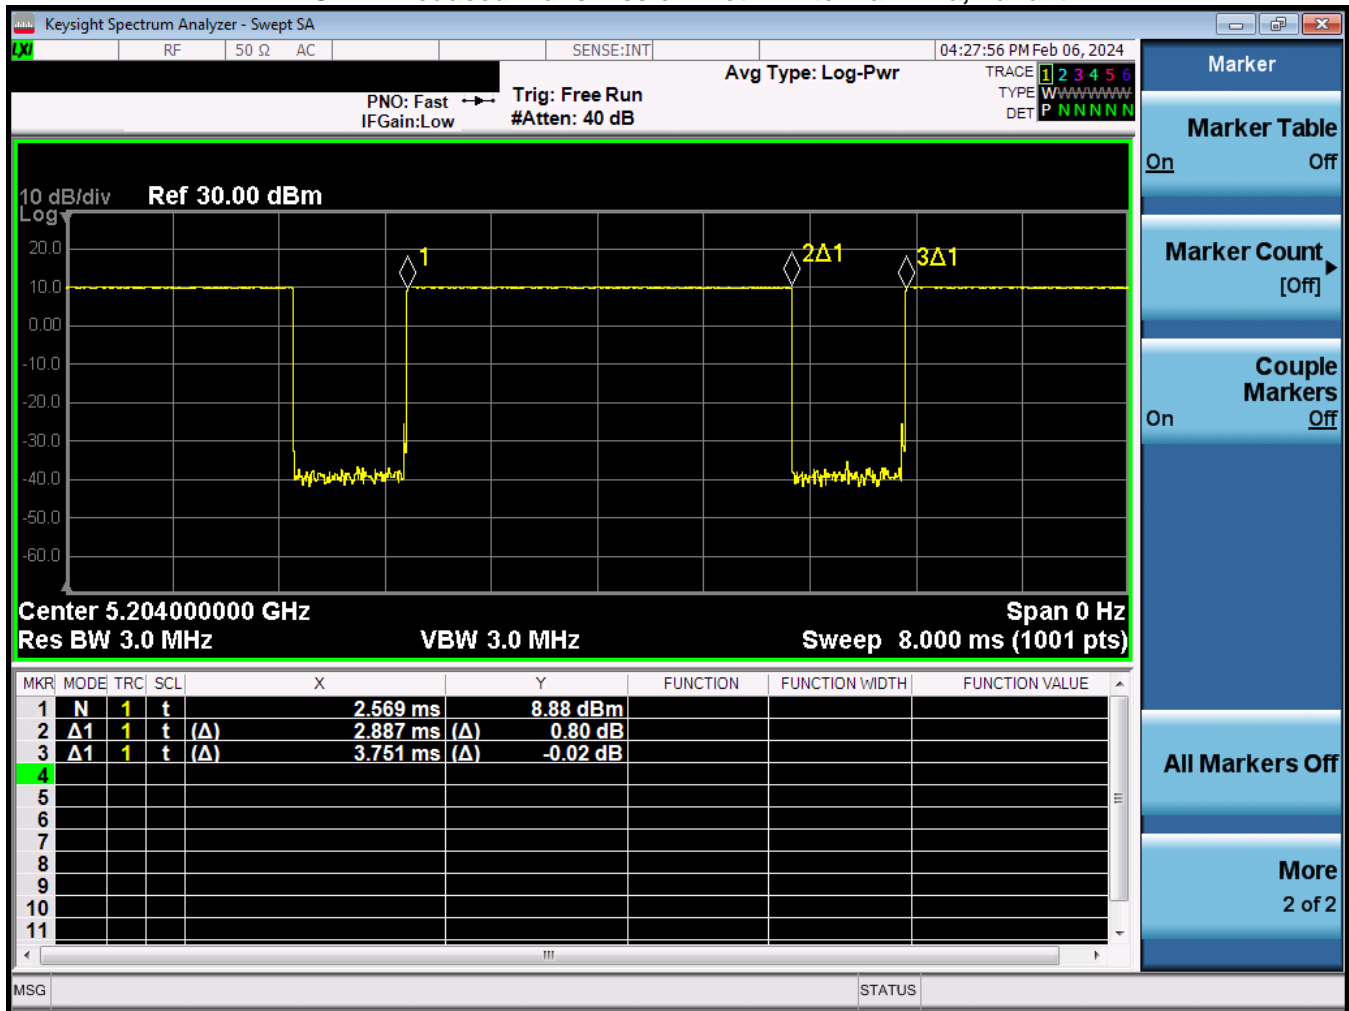 Keysight Spectrum Analyzer - Swept SA
LXI RF 50 Ω AC SENSE:INT 04:27:56 PM Feb 06, 2024
Avg Type: Log-Pwr
TRACE 1 2 3 4 5 6
TYPE WWWWWW
DET P N N N N N
PNO: Fast
IFGain:Low
Trig: Free Run
#Atten: 40 dB
10 dB/div Ref 30.00 dBm
Log
20.0
10.0
0.00
-10.0
-20.0
-30.0
-40.0
-50.0
-60.0
1
2Δ1
3Δ1
Center 5.204000000 GHz Span 0 Hz
Res BW 3.0 MHz VBW 3.0 MHz Sweep 8.000 ms (1001 pts)
MKR MODE TRC SCL X Y FUNCTION FUNCTION WIDTH FUNCTION VALUE
1 N 1 t 2.569 ms 8.88 dBm
2 Δ1 1 t (Δ) 2.887 ms (Δ) 0.80 dB
3 Δ1 1 t (Δ) 3.751 ms (Δ) -0.02 dB
4
5
6
7
8
9
10
11
MSG STATUS
Marker
Marker Table
On Off
Marker Count
[Off]
Couple
Markers
On Off
All Markers Off
More
2 of 2